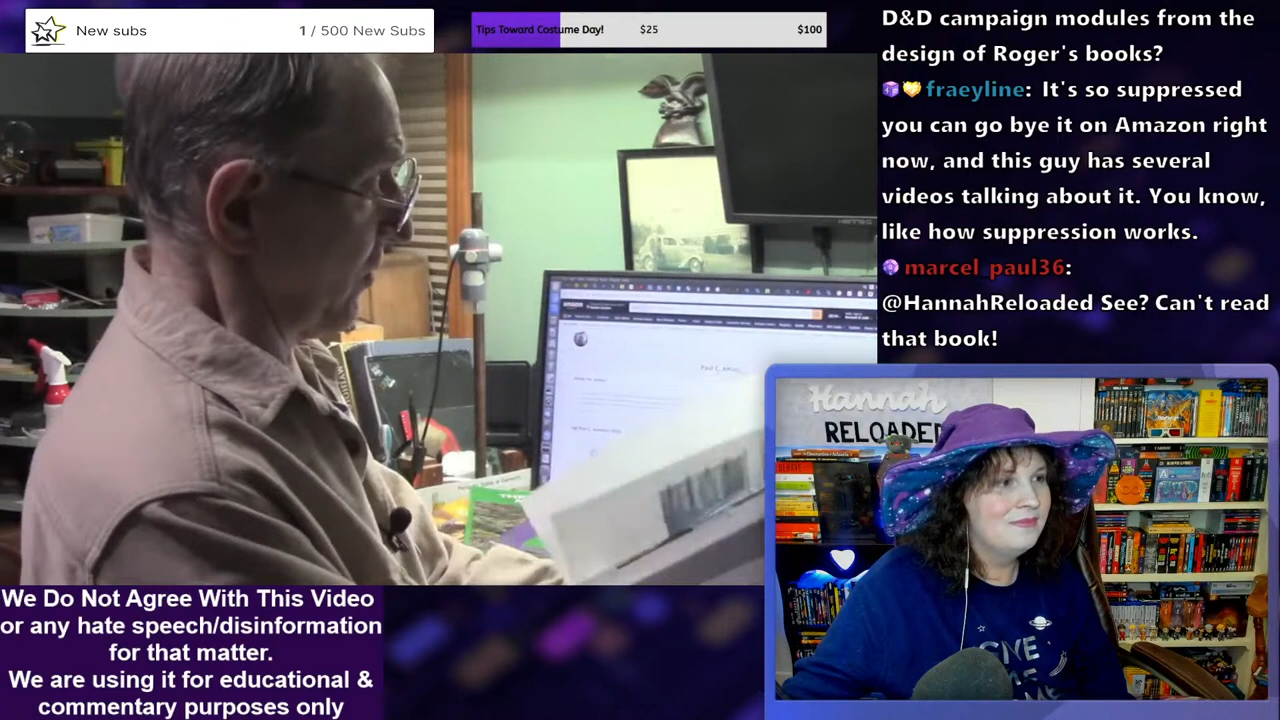 New subs
1 / 500 New Subs
Tips Toward Costume Day!
$25
$100
D&D campaign modules from the
design of Roger's books?
fraeyline: It's so suppressed
you can go bye it on Amazon right
now, and this guy has several
videos talking about it. You know,
like how suppression works.
marcel_paul36:
@HannahReloaded See? Can't read
that book!
amazon
Hannah
RELOADED
We Do Not Agree With This Video
or any hate speech/disinformation
for that matter.
We are using it for educational &
commentary purposes only